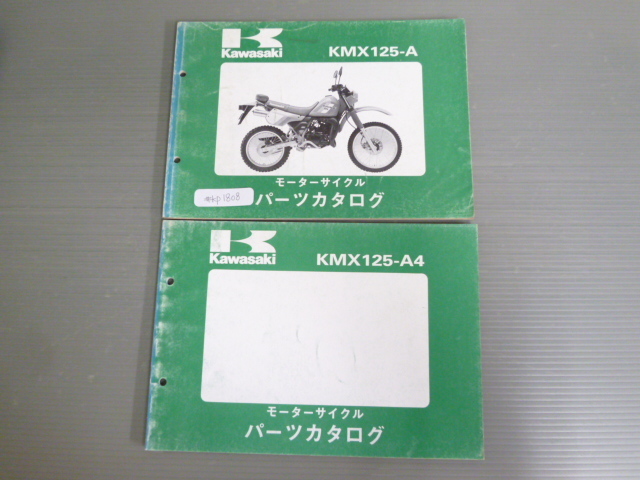 Kawasaki
KMX125-A
モーターサイクル
パーツカタログ
Kawasaki
KMX125-A4
モーターサイクル
パーツカタログ